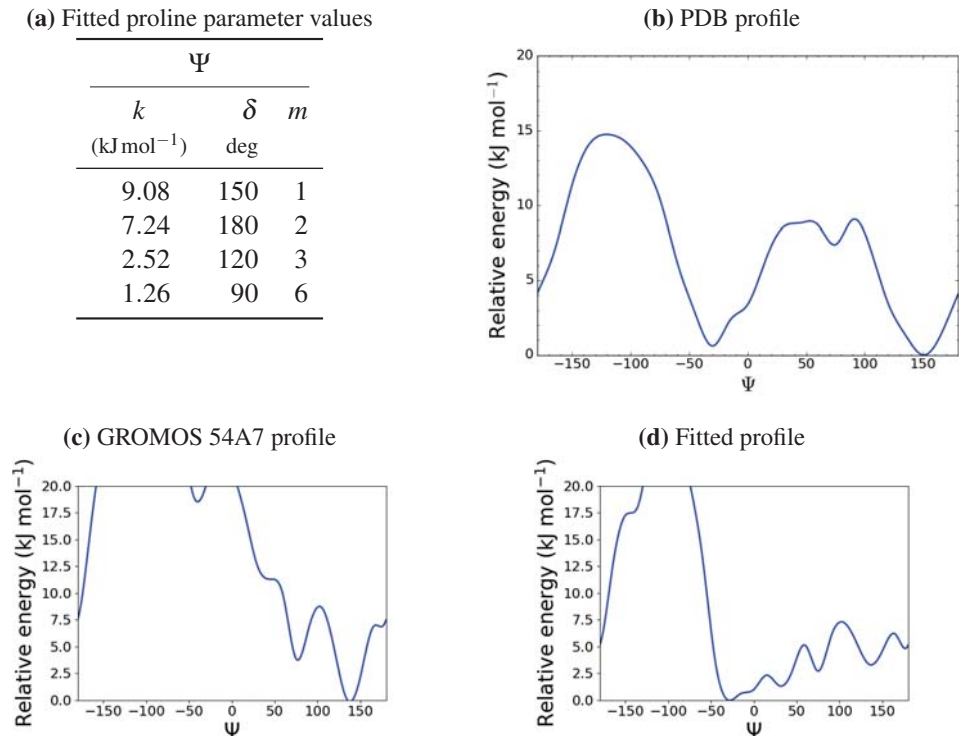 (a) Fitted proline parameter values
Ψ
k δ m
(kJ mol⁻¹) deg
9.08 150 1
7.24 180 2
2.52 120 3
1.26 90 6
(b) PDB profile
Relative energy (kJ mol⁻¹)
20
15
10
5
0
−150 −100 −50 0 50 100 150
Ψ
(c) GROMOS 54A7 profile
Relative energy (kJ mol⁻¹)
20.0
17.5
15.0
12.5
10.0
7.5
5.0
2.5
0.0
−150 −100 −50 0 50 100 150
Ψ
(d) Fitted profile
Relative energy (kJ mol⁻¹)
20.0
17.5
15.0
12.5
10.0
7.5
5.0
2.5
0.0
−150 −100 −50 0 50 100 150
Ψ